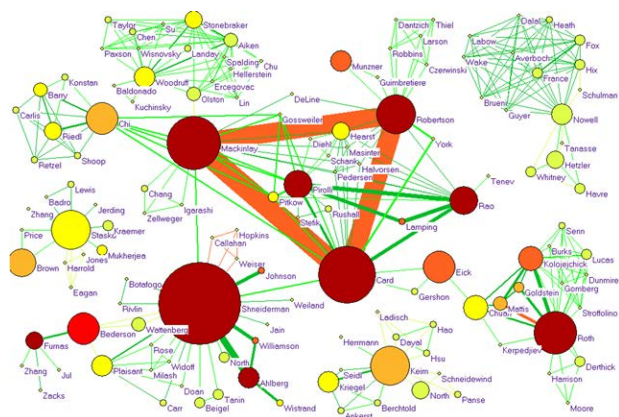 Taylor
Su
Stonebraker
Chen
Paxson
Wisnovsky
Landay
Aiken
Spalding
Chu
Hellerstein
Ercegovac
Woodruff
Baldonado
Kuchinsky
Olston
Lin
Konstan
Barry
Carlis
Riedl
Retzel
Shoop
Chi
Dantzich
Thiel
Larson
Robbins
Czerwinski
Munzner
Guimbretiere
Robertson
DeLine
Gossweiler
Mackinlay
Hearst
Diehl
Masinter
Schank
Halvorsen
Pedersen
York
Pirolli
Pitkow
Rushall
Stefik
Lamping
Rao
Tenev
Dalal
Heath
Labow
Fox
Averboch
Wake
Hix
France
Schulman
Bruen
Guyer
Nowell
Tanasse
Hetzler
Whitney
Havre
Chang
Igarashi
Zellweger
Lewis
Badro
Zhang
Jerding
Kraemer
Price
Stasko
Mukherjea
Jones
Brown
Harrold
Eagan
Hopkins
Callahan
Weiser
Johnson
Botafogo
Shneiderman
Rivlin
Weiland
Card
Eick
Gershon
Wattenberg
Jain
Bederson
Furnas
Zhang
Jul
Zacks
Rose
Plaisant
Widoff
Milash
North
Williamson
Ahlberg
Doan
Tanin
Carr
Beigel
Wistrand
Ladisch
Hao
Herrmann
Dayal
Hsu
Keim
Seidl
Schneidewind
Kriegel
North
Panse
Berchtold
Ankerst
Serin
Burks
Kolojejchick
Lucas
Goldstein
Dunmire
Gomberg
Mattis
Chuah
Stroffolino
Roth
Kerpedjiev
Derthick
Harrison
Moore